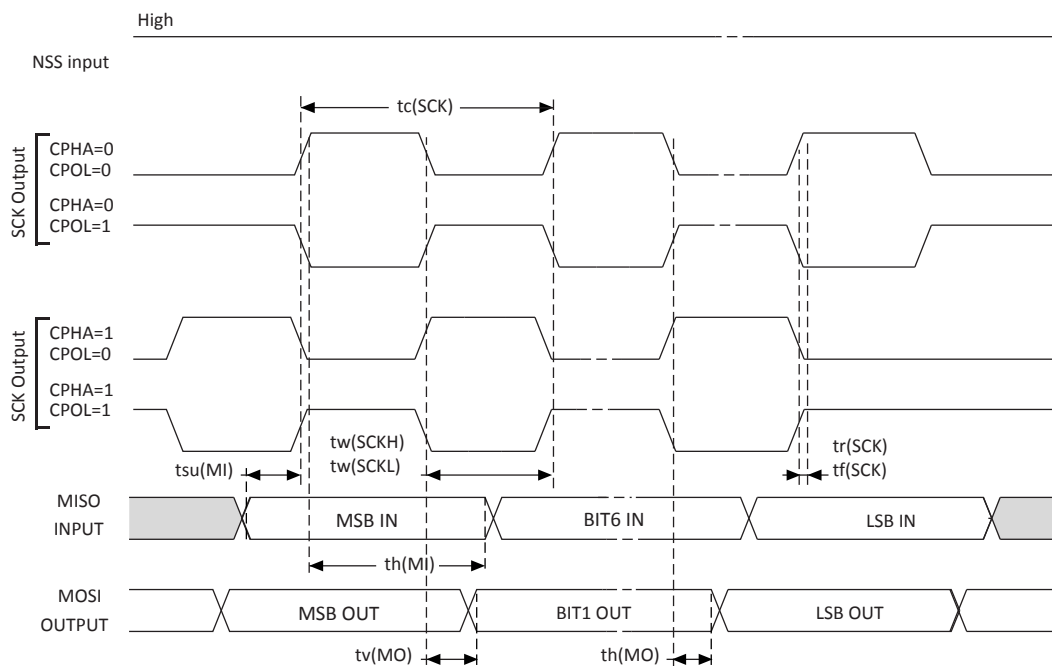 High
NSS input
tc(SCK)
SCK Output
CPHA=0
CPOL=0
CPHA=0
CPOL=1
SCK Output
CPHA=1
CPOL=0
CPHA=1
CPOL=1
tw(SCKH)
tw(SCKL)
tr(SCK)
tf(SCK)
tsu(MI)
MISO
INPUT
MSB IN
BIT6 IN
LSB IN
th(MI)
MOSI
OUTPUT
MSB OUT
BIT1 OUT
LSB OUT
tv(MO)
th(MO)